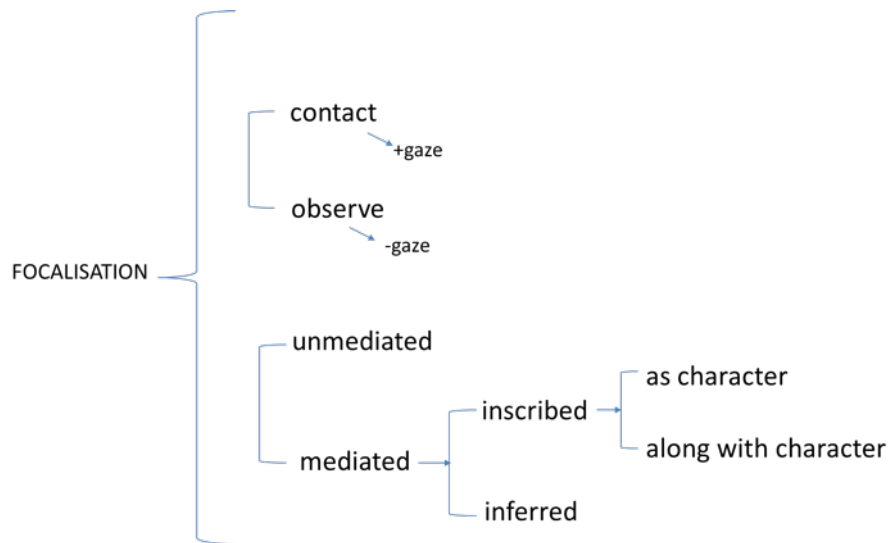 contact
+gaze
observe
-gaze
FOCALISATION
unmediated
as character
inscribed
along with character
mediated
inferred